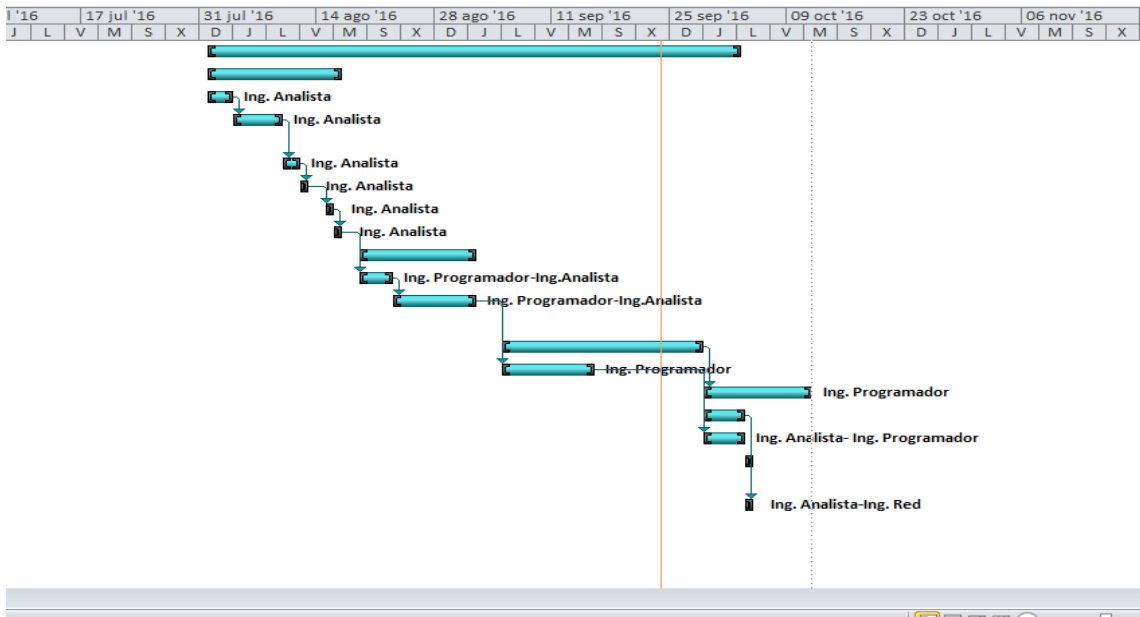 l '16 17 jul '16 31 jul '16 14 ago '16 28 ago '16 11 sep '16 25 sep '16 09 oct '16 23 oct '16 06 nov '16
J L V M S X D J L V M S X D J L V M S X D J L V M S X D J L V M S X
Ing. Analista
Ing. Analista
Ing. Analista
Ing. Analista
Ing. Analista
Ing. Analista
Ing. Programador-Ing.Analista
Ing. Programador-Ing.Analista
Ing. Programador
Ing. Programador
Ing. Analista- Ing. Programador
Ing. Analista-Ing. Red